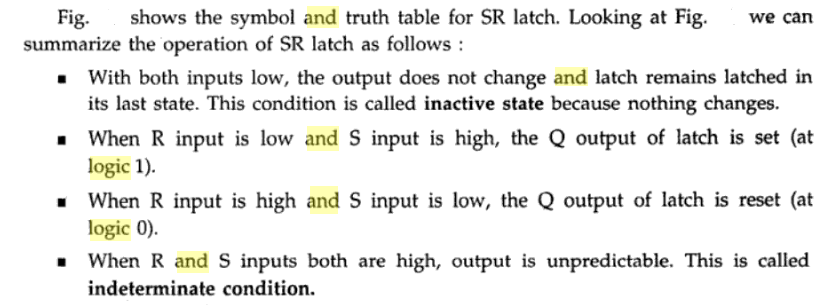 Fig. shows the symbol and truth table for SR latch. Looking at Fig. we can
summarize the operation of SR latch as follows :
▪ With both inputs low, the output does not change and latch remains latched in
its last state. This condition is called inactive state because nothing changes.
▪ When R input is low and S input is high, the Q output of latch is set (at
logic 1).
▪ When R input is high and S input is low, the Q output of latch is reset (at
logic 0).
▪ When R and S inputs both are high, output is unpredictable. This is called
indeterminate condition.